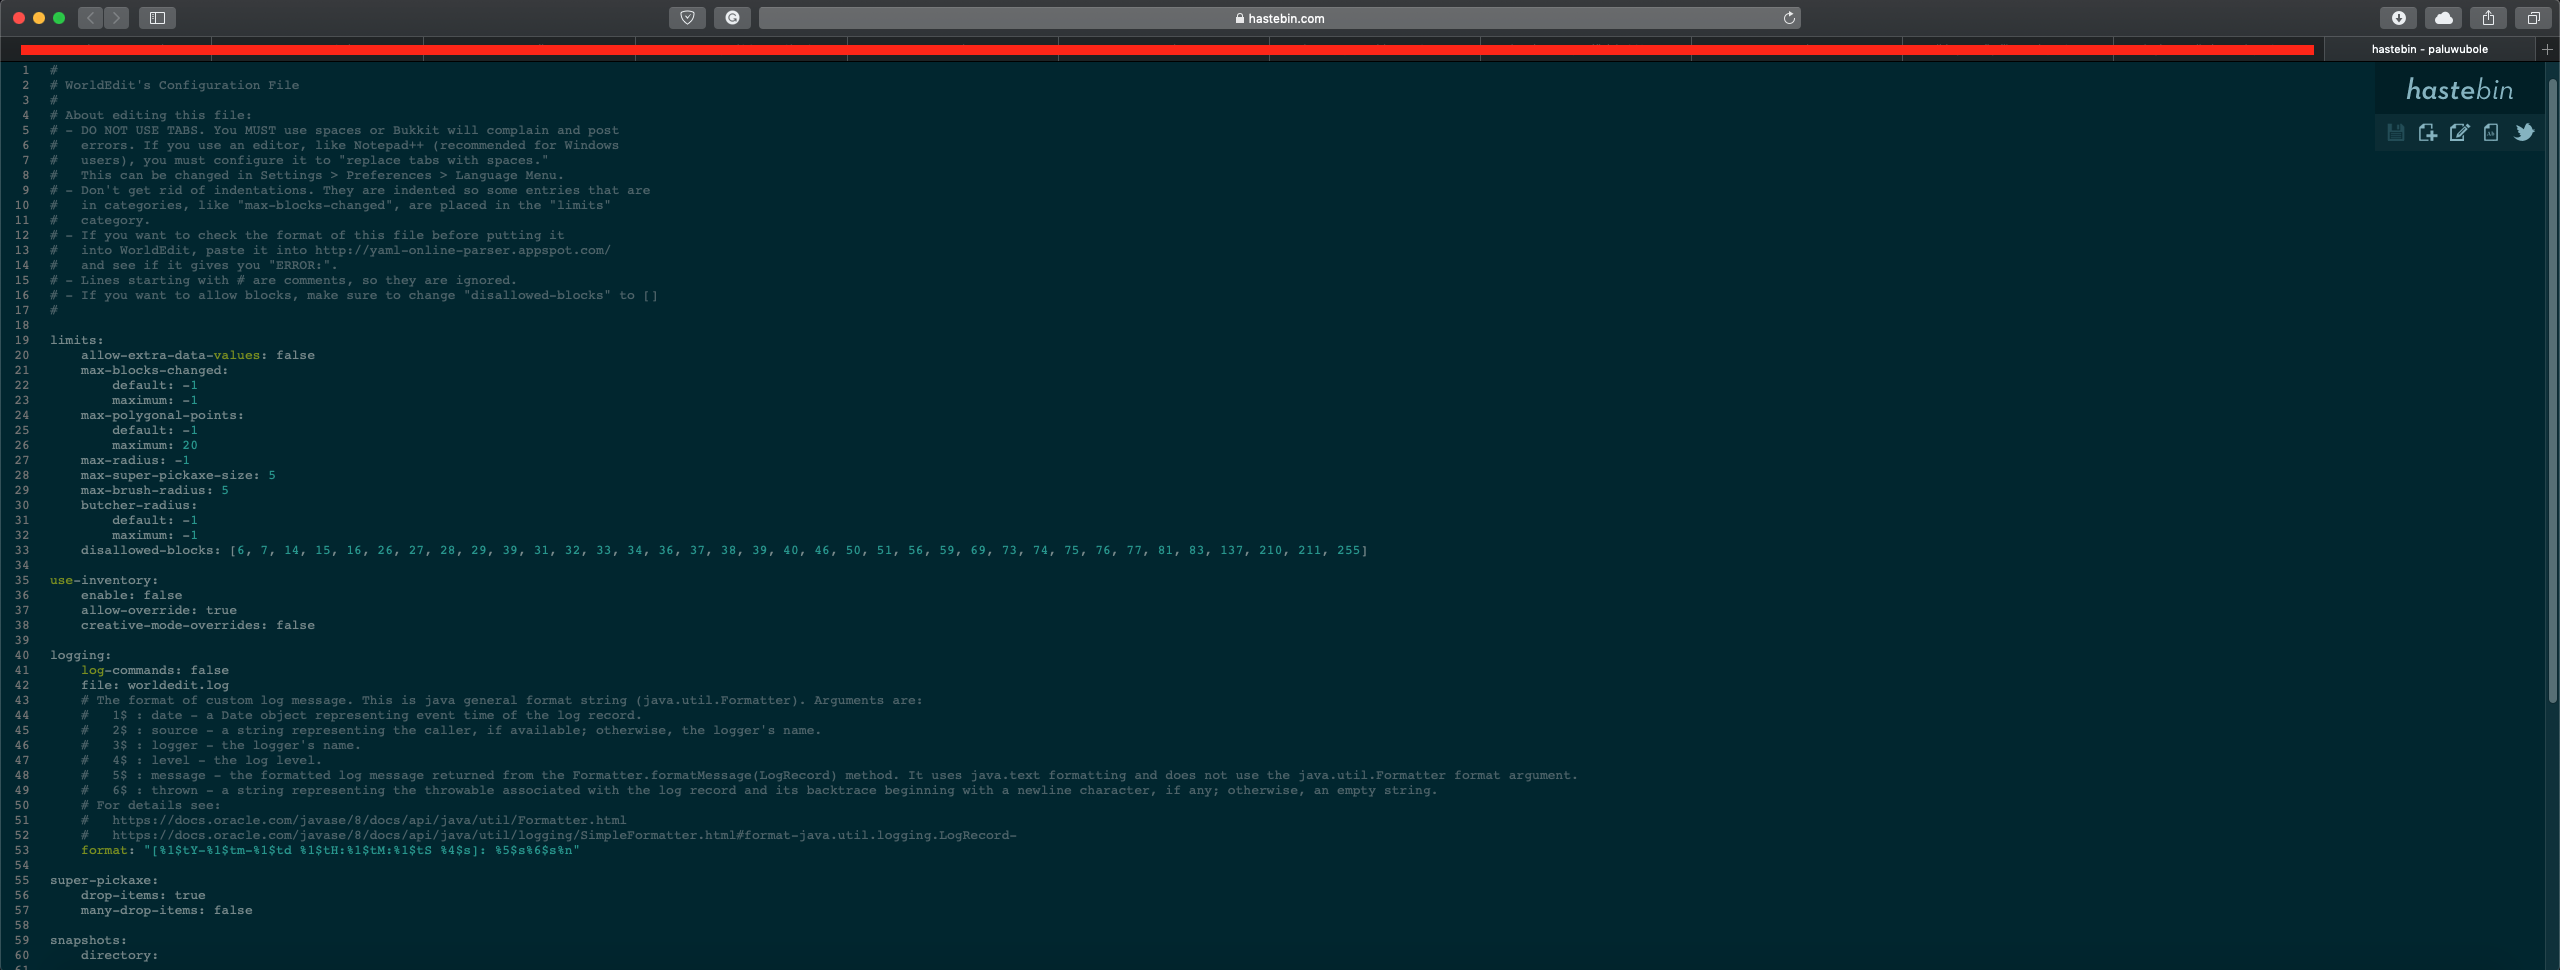 hastebin.com
hastebin - paluwubole
hastebin
1 #
2 # WorldEdit's Configuration File
3 #
4 # About editing this file:
5 # - DO NOT USE TABS. You MUST use spaces or Bukkit will complain and post
6 #   errors. If you use an editor, like Notepad++ (recommended for Windows
7 #   users), you must configure it to "replace tabs with spaces."
8 #   This can be changed in Settings > Preferences > Language Menu.
9 # - Don't get rid of indentations. They are indented so some entries that are
10 #   in categories, like "max-blocks-changed", are placed in the "limits"
11 #   category.
12 # - If you want to check the format of this file before putting it
13 #   into WorldEdit, paste it into http://yaml-online-parser.appspot.com/
14 #   and see if it gives you "ERROR:".
15 # - Lines starting with # are comments, so they are ignored.
16 # - If you want to allow blocks, make sure to change "disallowed-blocks" to []
17 #
18
19 limits:
20     allow-extra-data-values: false
21     max-blocks-changed:
22         default: -1
23         maximum: -1
24     max-polygonal-points:
25         default: -1
26         maximum: 20
27     max-radius: -1
28     max-super-pickaxe-size: 5
29     max-brush-radius: 5
30     butcher-radius:
31         default: -1
32         maximum: -1
33     disallowed-blocks: [6, 7, 14, 15, 16, 26, 27, 28, 29, 39, 31, 32, 33, 34, 36, 37, 38, 39, 40, 46, 50, 51, 56, 59, 69, 73, 74, 75, 76, 77, 81, 83, 137, 210, 211, 255]
34
35 use-inventory:
36     enable: false
37     allow-override: true
38     creative-mode-overrides: false
39
40 logging:
41     log-commands: false
42     file: worldedit.log
43     # The format of custom log message. This is java general format string (java.util.Formatter). Arguments are:
44     #   1$ : date - a Date object representing event time of the log record.
45     #   2$ : source - a string representing the caller, if available; otherwise, the logger's name.
46     #   3$ : logger - the logger's name.
47     #   4$ : level - the log level.
48     #   5$ : message - the formatted log message returned from the Formatter.formatMessage(LogRecord) method. It uses java.text formatting and does not use the java.util.Formatter format argument.
49     #   6$ : thrown - a string representing the throwable associated with the log record and its backtrace beginning with a newline character, if any; otherwise, an empty string.
50     # For details see:
51     #   https://docs.oracle.com/javase/8/docs/api/java/util/Formatter.html
52     #   https://docs.oracle.com/javase/8/docs/api/java/util/logging/SimpleFormatter.html#format-java.util.logging.LogRecord-
53     format: "[%1$tY-%1$tm-%1$td %1$tH:%1$tM:%1$tS %4$s]: %5$s%6$s%n"
54
55 super-pickaxe:
56     drop-items: true
57     many-drop-items: false
58
59 snapshots:
60     directory:
61